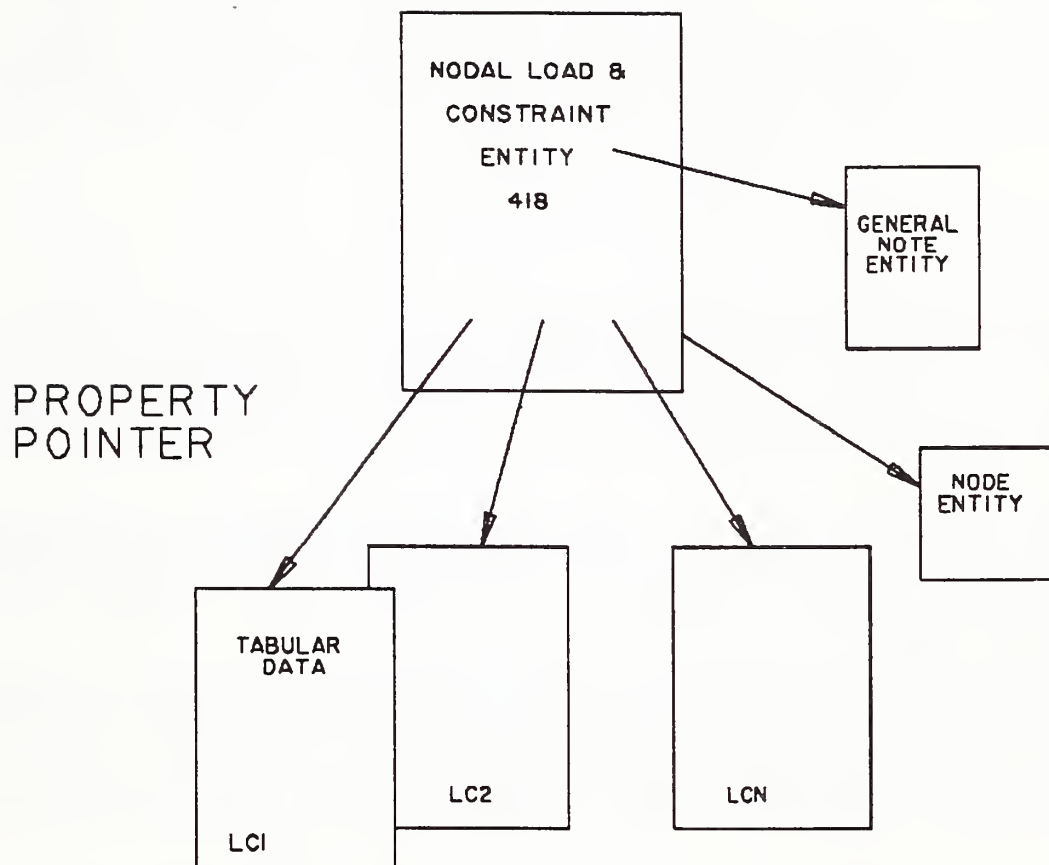 NODAL LOAD &
CONSTRAINT
ENTITY
418
GENERAL
NOTE
ENTITY
PROPERTY
POINTER
NODE
ENTITY
TABULAR
DATA
LC1
LC2
LCN